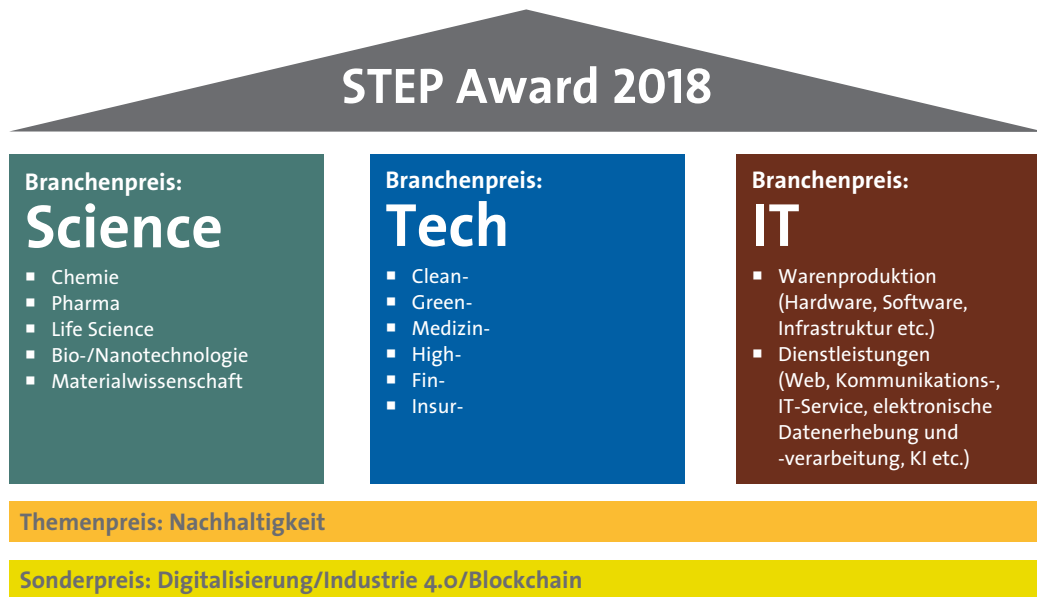 STEP Award 2018
Branchenpreis:
Science
▪ Chemie
▪ Pharma
▪ Life Science
▪ Bio-/Nanotechnologie
▪ Materialwissenschaft
Branchenpreis:
Tech
▪ Clean-
▪ Green-
▪ Medizin-
▪ High-
▪ Fin-
▪ Insur-
Branchenpreis:
IT
▪ Warenproduktion
(Hardware, Software,
Infrastruktur etc.)
▪ Dienstleistungen
(Web, Kommunikations-,
IT-Service, elektronische
Datenerhebung und
-verarbeitung, KI etc.)
Themenpreis: Nachhaltigkeit
Sonderpreis: Digitalisierung/Industrie 4.0/Blockchain